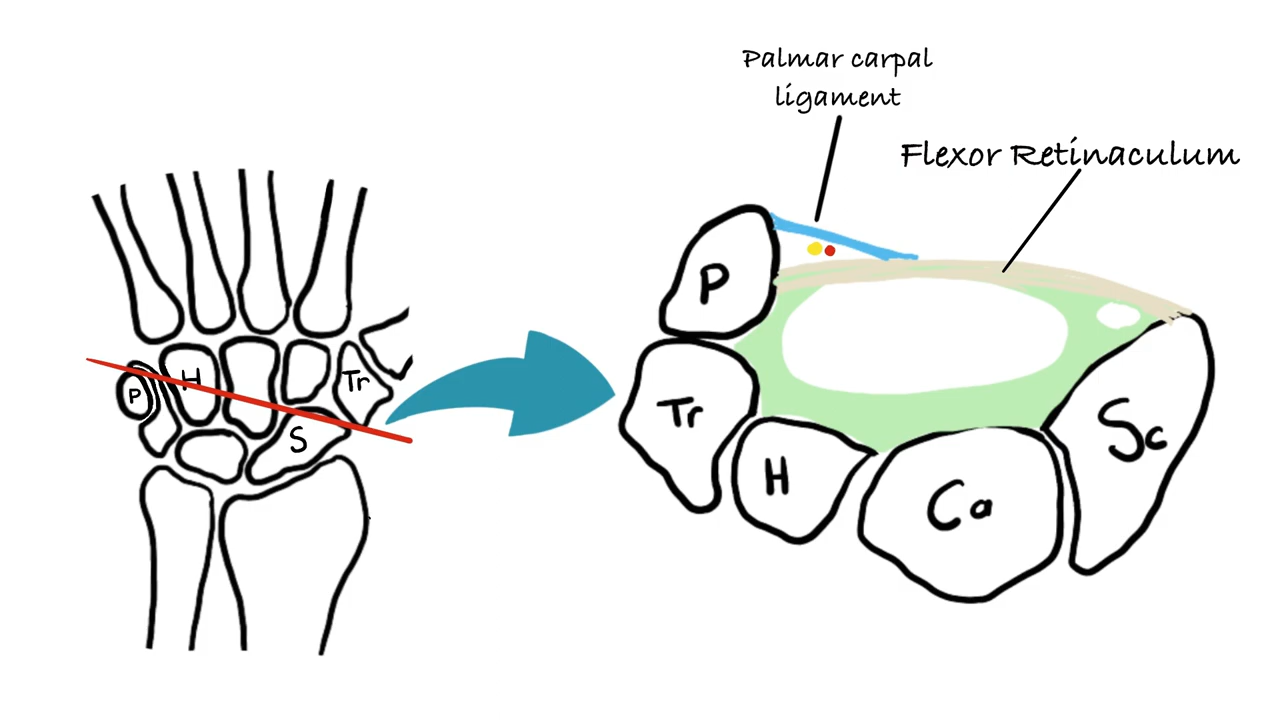 Palmar carpal
ligament
Flexor Retinaculum
P
H
Tr
S
P
Tr
H
Ca
Sc